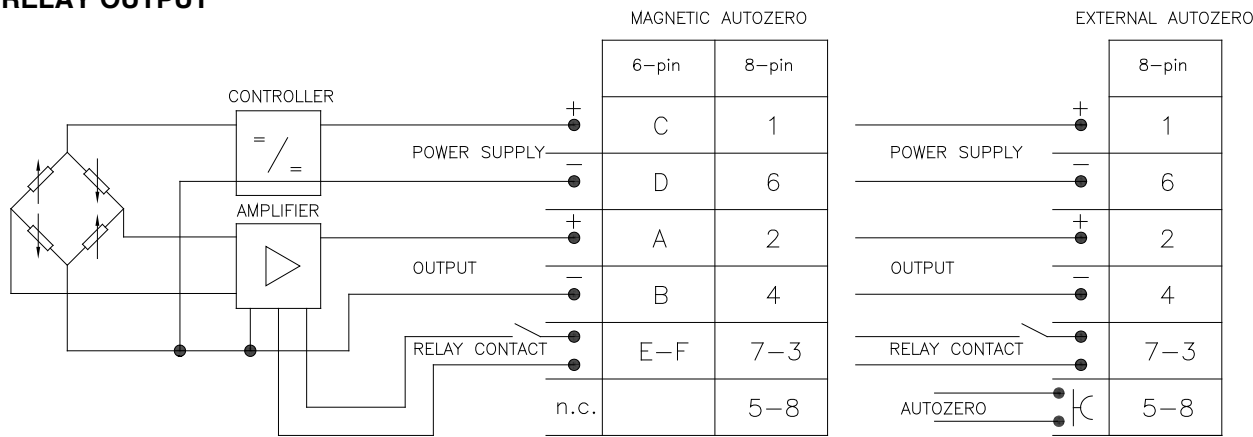 RELAY OUTPUT
MAGNETIC AUTOZERO
EXTERNAL AUTOZERO
6-pin 8-pin
8-pin
CONTROLLER
= / =
+ C 1
+ 1
POWER SUPPLY
POWER SUPPLY
− D 6
− 6
AMPLIFIER
+ A 2
+ 2
OUTPUT
OUTPUT
− B 4
− 4
RELAY CONTACT E-F 7-3
RELAY CONTACT 7-3
n.c. 5-8
AUTOZERO 5-8